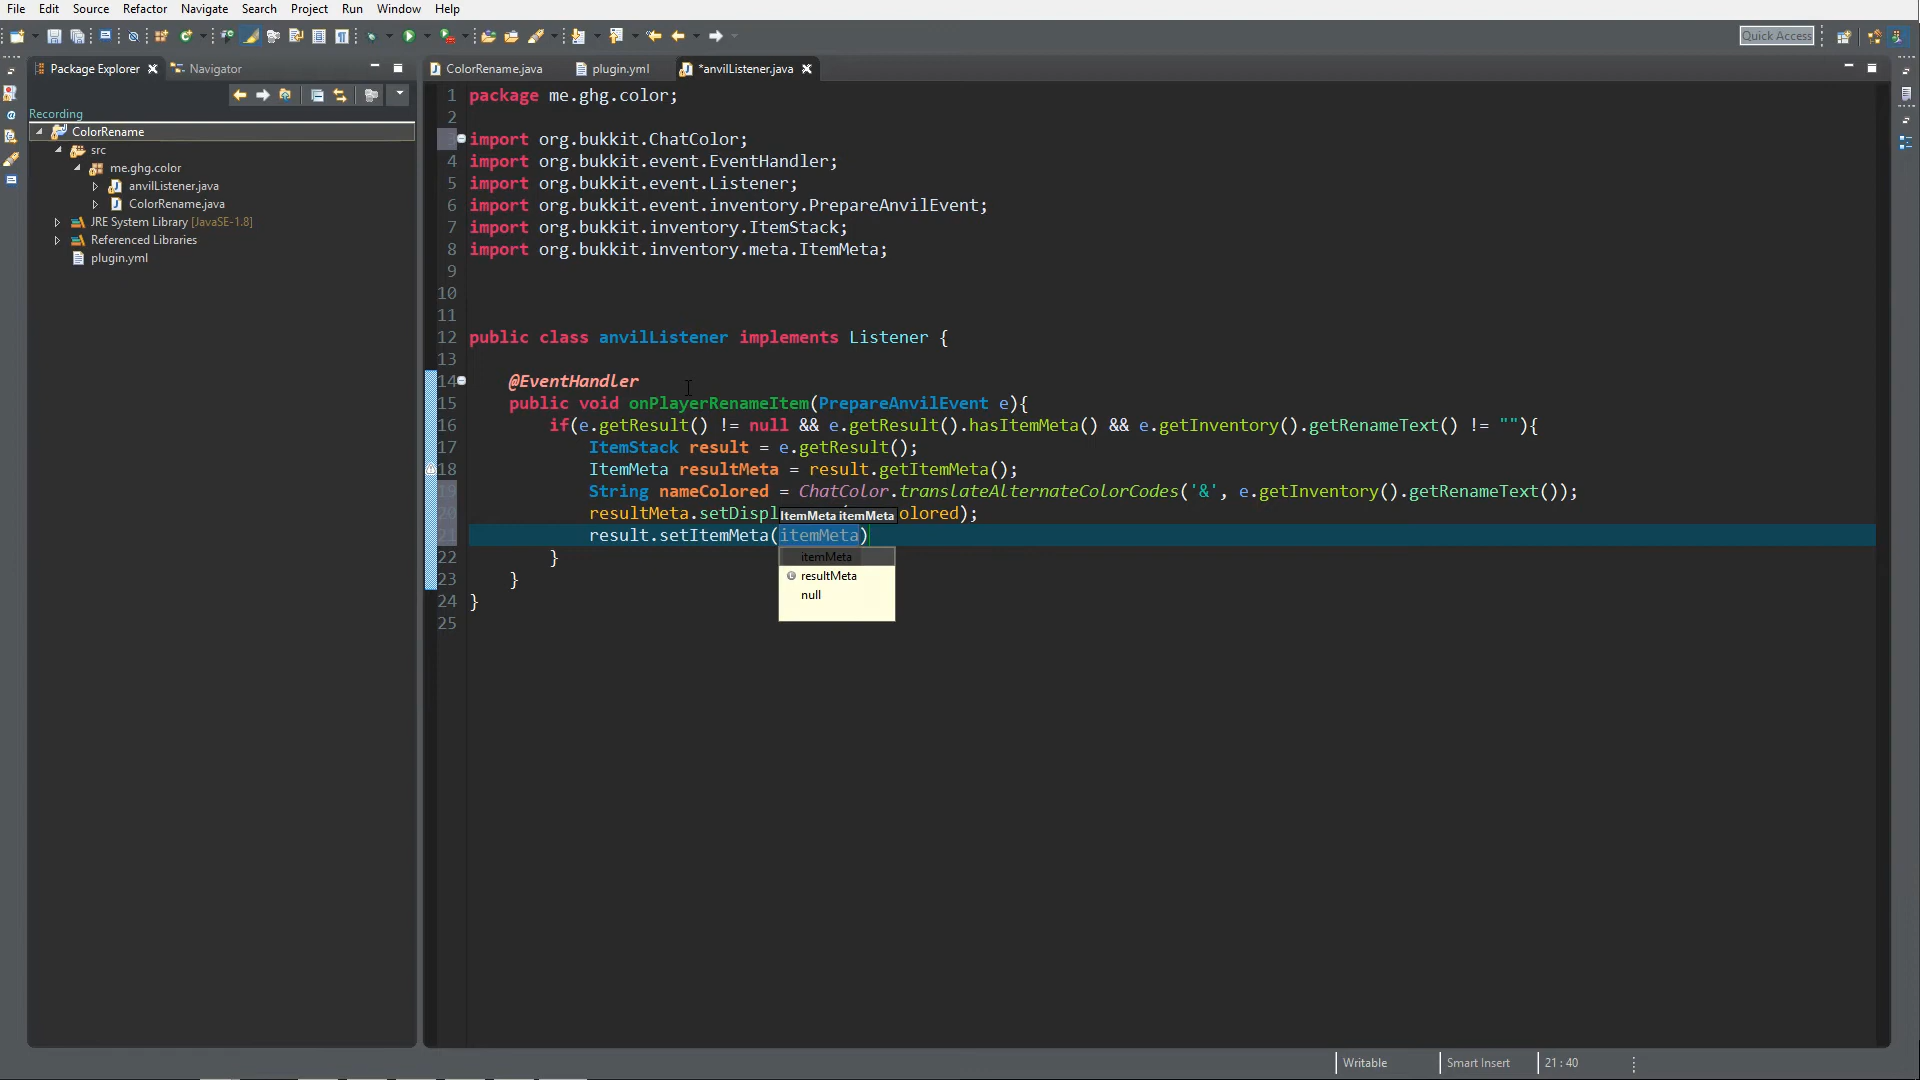 File Edit Source Refactor Navigate Search Project Run Window Help
Quick Access
Package Explorer Navigator
ColorRename.java plugin.yml *anvilListener.java
Recording
ColorRename
src
me.ghg.color
anvilListener.java
ColorRename.java
JRE System Library [JavaSE-1.8]
Referenced Libraries
plugin.yml
1 package me.ghg.color;
2
import org.bukkit.ChatColor;
4 import org.bukkit.event.EventHandler;
5 import org.bukkit.event.Listener;
6 import org.bukkit.event.inventory.PrepareAnvilEvent;
7 import org.bukkit.inventory.ItemStack;
8 import org.bukkit.inventory.meta.ItemMeta;
9
10
11
12 public class anvilListener implements Listener {
13
14 @EventHandler
15 public void onPlayerRenameItem(PrepareAnvilEvent e){
16 if(e.getResult() != null && e.getResult().hasItemMeta() && e.getInventory().getRenameText() != ""){
17 ItemStack result = e.getResult();
18 ItemMeta resultMeta = result.getItemMeta();
19 String nameColored = ChatColor.translateAlternateColorCodes('&', e.getInventory().getRenameText());
20 resultMeta.setDispl olored);
ItemMeta itemMeta
21 result.setItemMeta(itemMeta)
22 }
23 }
24 }
25
itemMeta
resultMeta
null
Writable Smart Insert 21 : 40